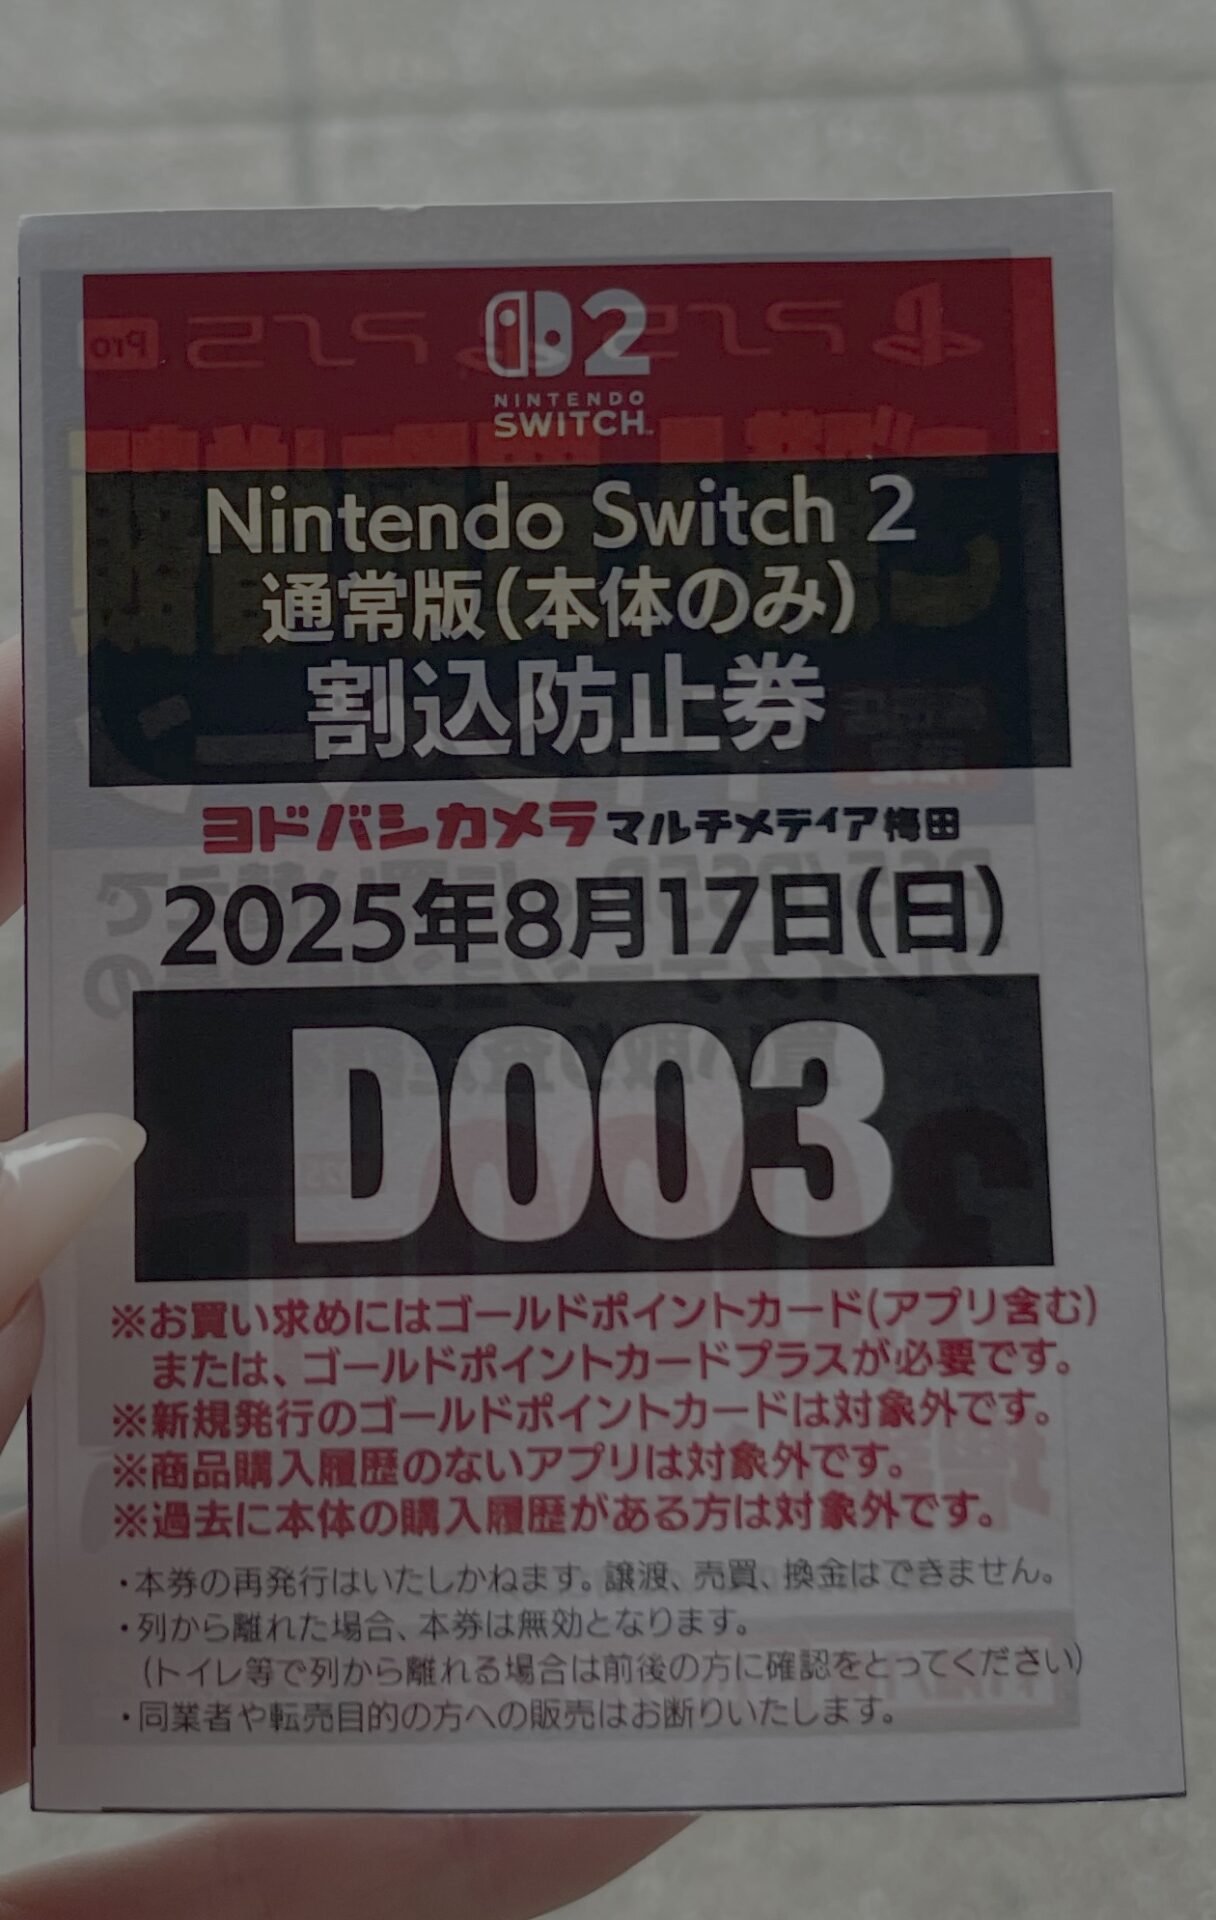 2
NINTENDO
SWITCH™
Nintendo Switch 2
通常版(本体のみ)
割込防止券
ヨドバシカメラ マルチメディア梅田
2025年8月17日(日)
D003
※お買い求めにはゴールドポイントカード(アプリ含む)
または、ゴールドポイントカードプラスが必要です。
※新規発行のゴールドポイントカードは対象外です。
※商品購入履歴のないアプリは対象外です。
※過去に本体の購入履歴がある方は対象外です。
・本券の再発行はいたしかねます。譲渡、売買、換金はできません。
・列から離れた場合、本券は無効となります。
(トイレ等で列から離れる場合は前後の方に確認をとってください)
・同業者や転売目的の方への販売はお断りいたします。